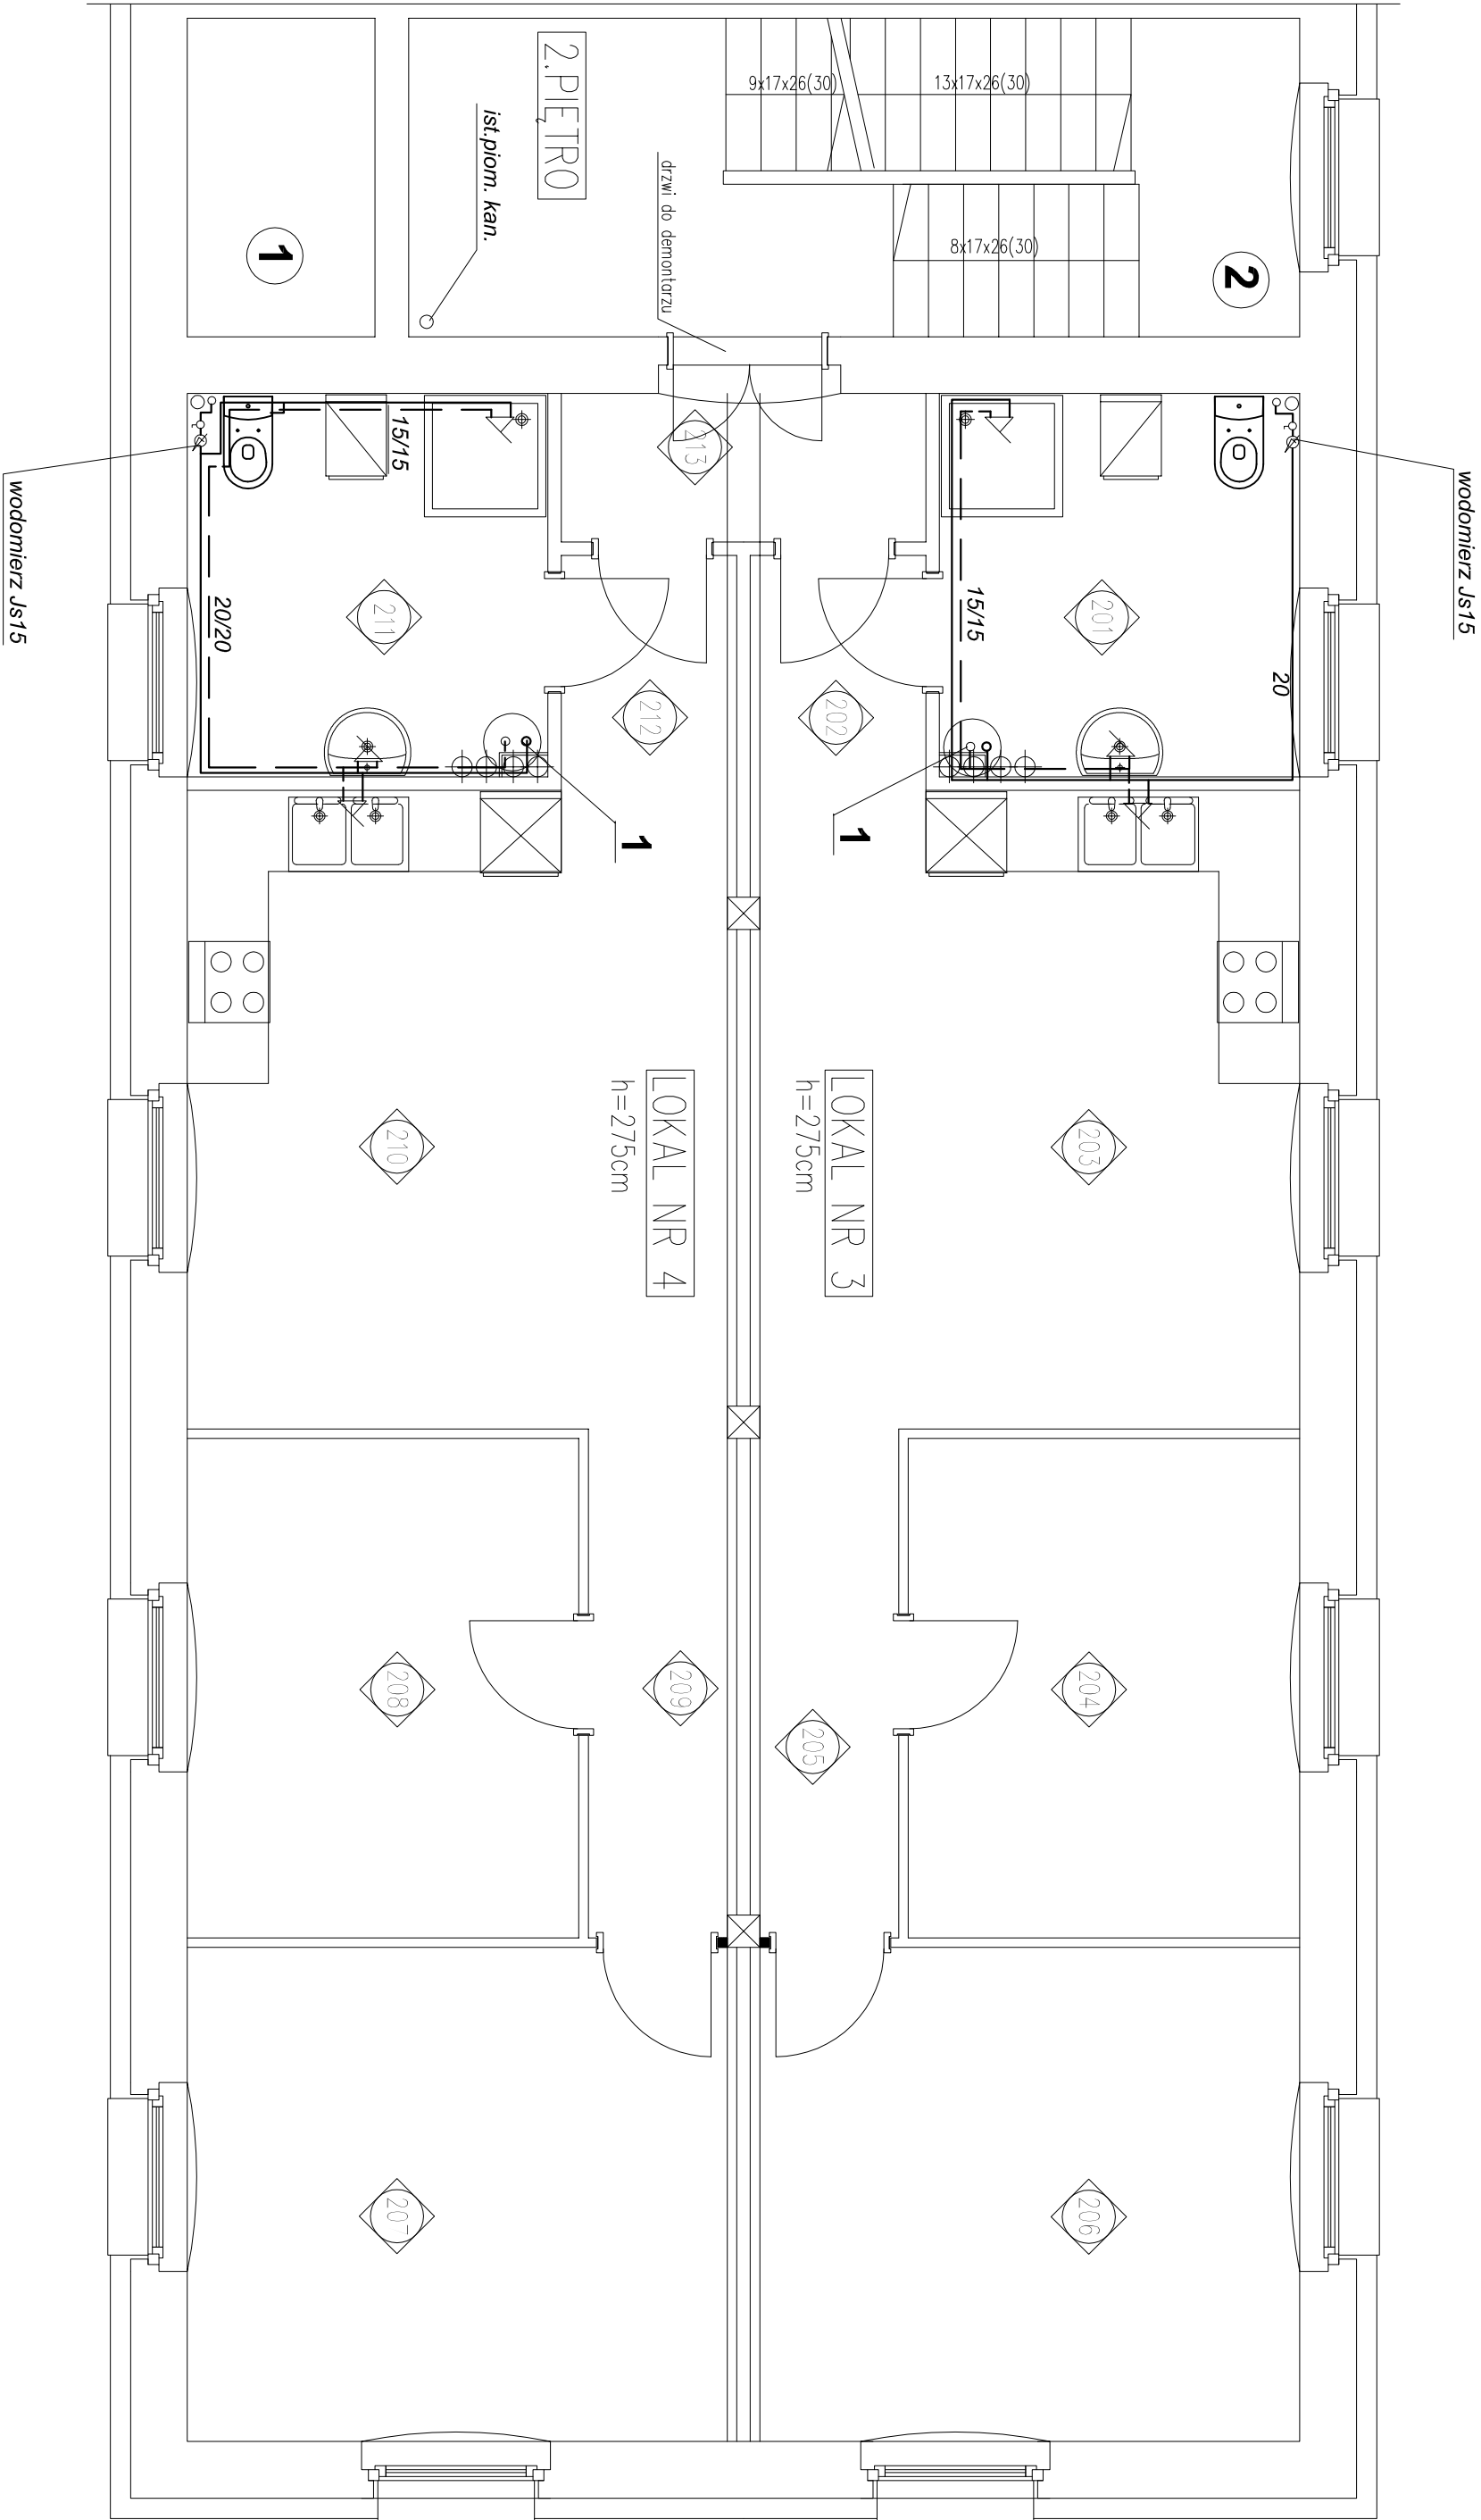 2.PIĘTRO
9x17x26(30)
13x17x26(30)
8x17x26(30)
ist.piom. kan.
drzwi do demontarzu
1
2
wodomierz Js15
wodomierz Js15
15/15
213
211
20/20
212
202
201
15/15
20
1
1
LOKAL NR 4
h=275cm
LOKAL NR 3
h=275cm
210
203
208
209
205
204
207
206